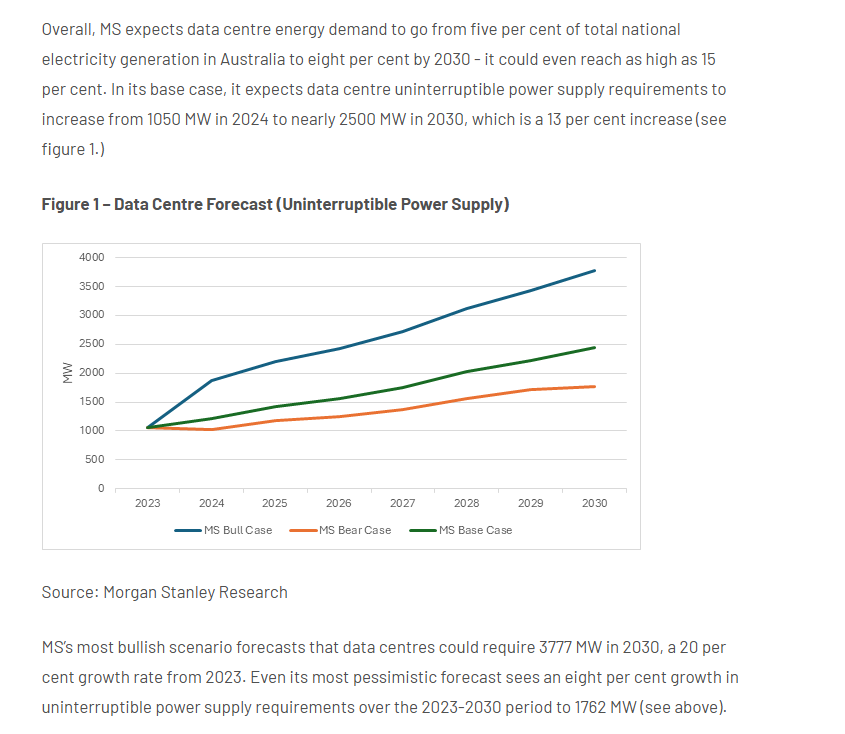 Overall, MS expects data centre energy demand to go from five per cent of total national
electricity generation in Australia to eight per cent by 2030 - it could even reach as high as 15
per cent. In its base case, it expects data centre uninterruptible power supply requirements to
increase from 1050 MW in 2024 to nearly 2500 MW in 2030, which is a 13 per cent increase (see
figure 1.)
Figure 1 – Data Centre Forecast (Uninterruptible Power Supply)
4000
3500
3000
2500
2000
1500
1000
500
0
MW
2023 2024 2025 2026 2027 2028 2029 2030
MS Bull Case MS Bear Case MS Base Case
Source: Morgan Stanley Research
MS’s most bullish scenario forecasts that data centres could require 3777 MW in 2030, a 20 per
cent growth rate from 2023. Even its most pessimistic forecast sees an eight per cent growth in
uninterruptible power supply requirements over the 2023-2030 period to 1762 MW (see above).